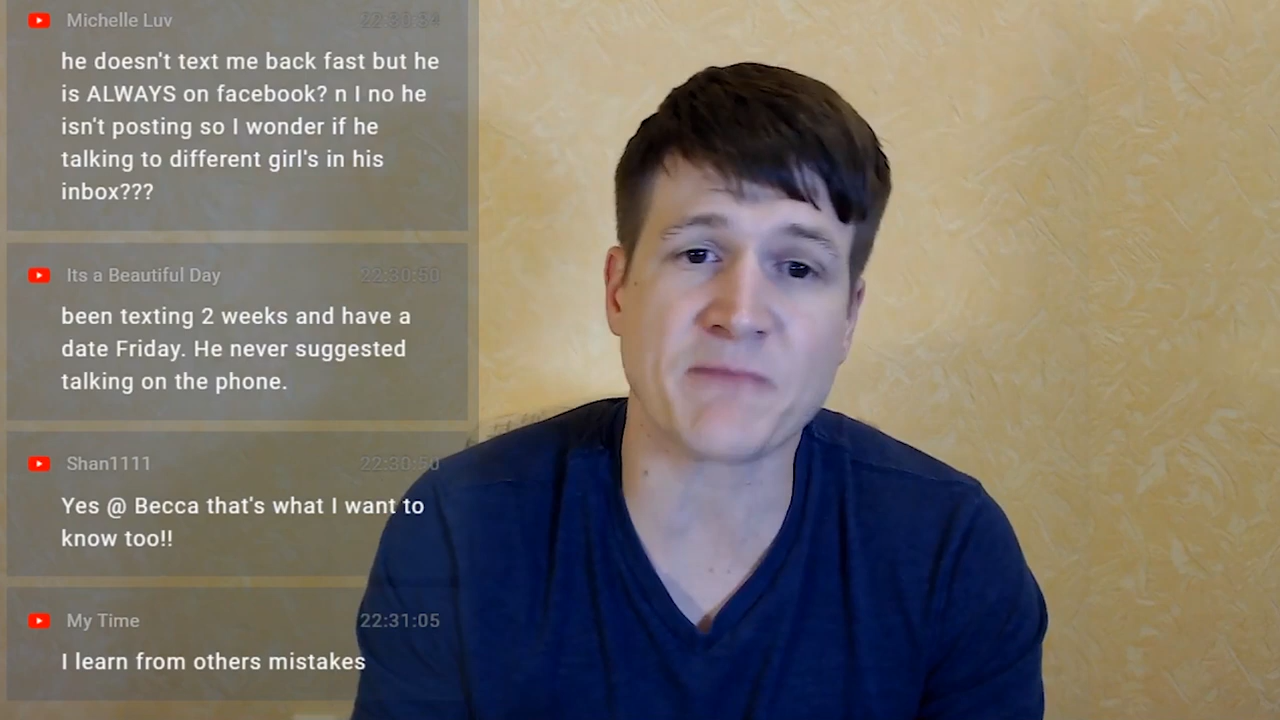 Michelle Luv
he doesn't text me back fast but he
is ALWAYS on facebook? n I no he
isn't posting so I wonder if he
talking to different girl's in his
inbox???
Its a Beautiful Day 22:30:50
been texting 2 weeks and have a
date Friday. He never suggested
talking on the phone.
Shan1111 22:30:50
Yes @ Becca that's what I want to
know too!!
My Time 22:31:05
I learn from others mistakes